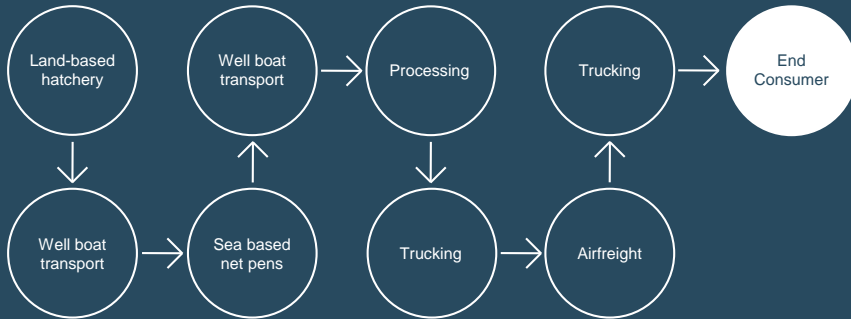 Land-based
hatchery
Well boat
transport
Sea based
net pens
Well boat
transport
Processing
Trucking
Airfreight
Trucking
End
Consumer